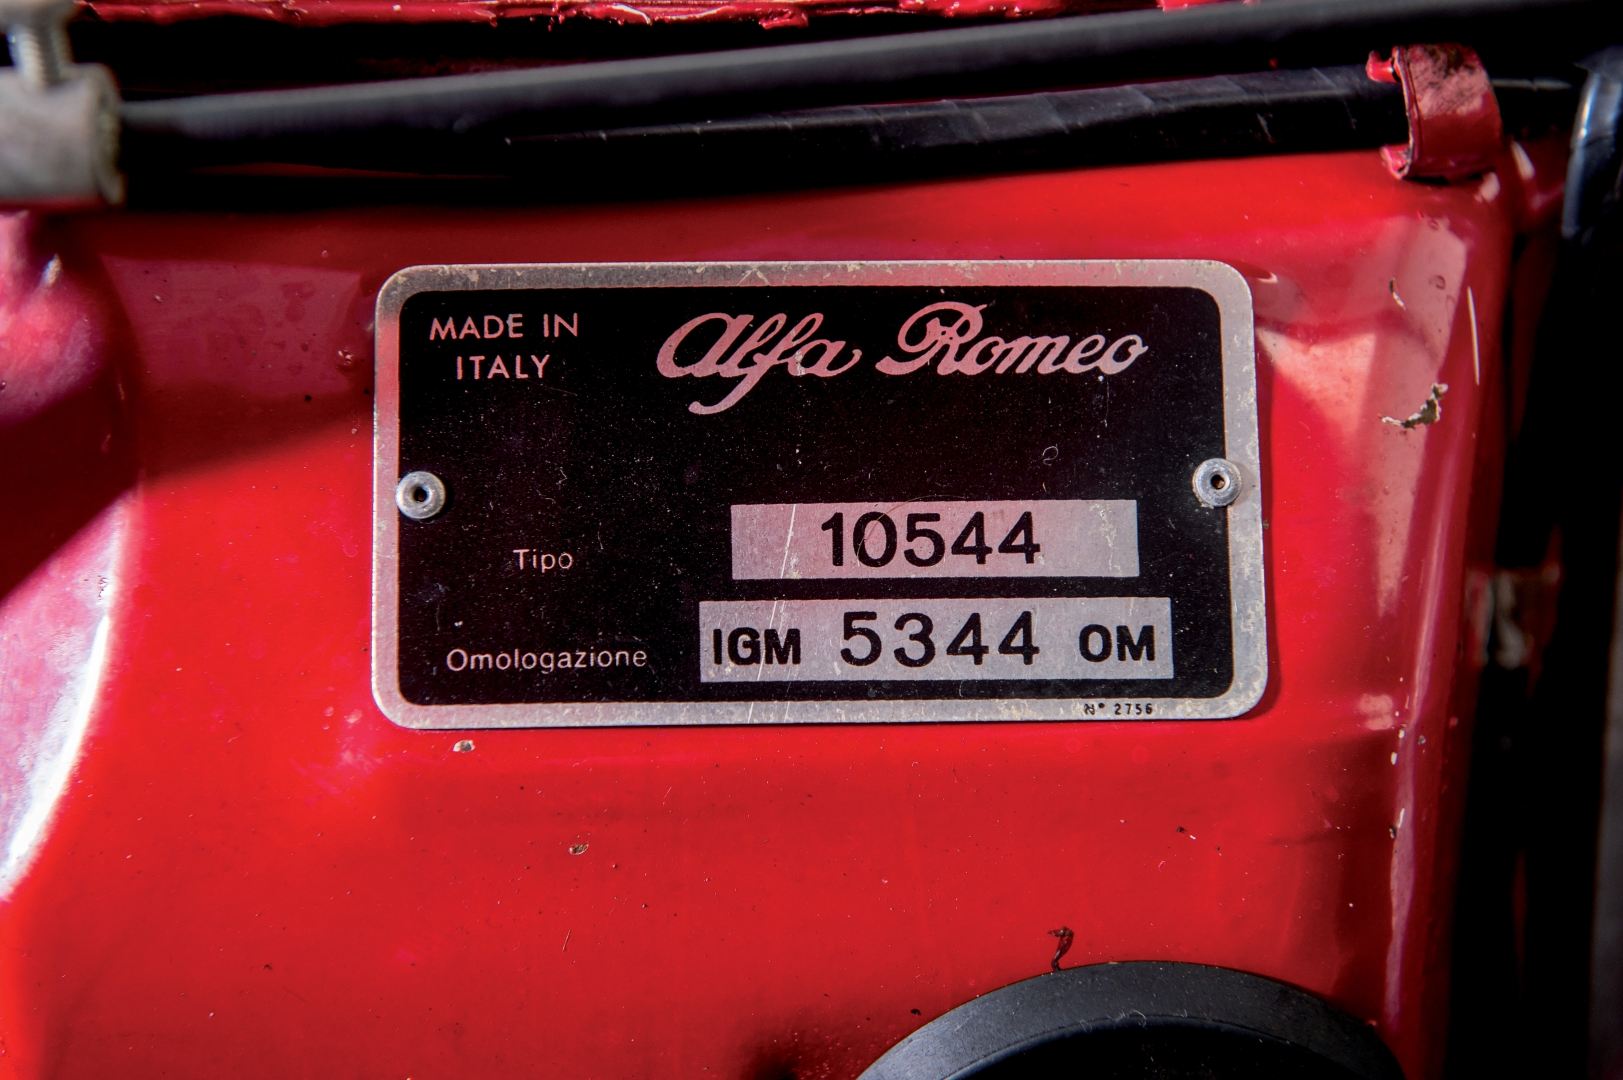 MADE IN
ITALY
Alfa Romeo
Tipo 10544
Omologazione IGM 5344 OM
N° 2756